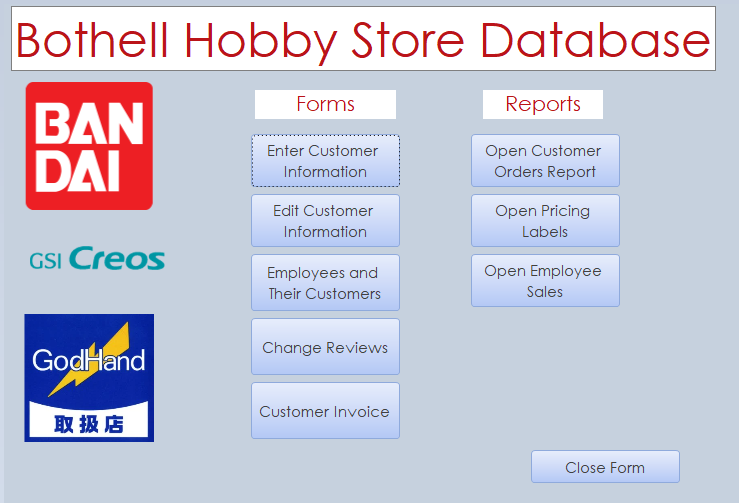 Bothell Hobby Store Database
BAN
DAI
GSI Creos
GodHand
取扱店
Forms
Enter Customer
Information
Edit Customer
Information
Employees and
Their Customers
Change Reviews
Customer Invoice
Reports
Open Customer
Orders Report
Open Pricing
Labels
Open Employee
Sales
Close Form